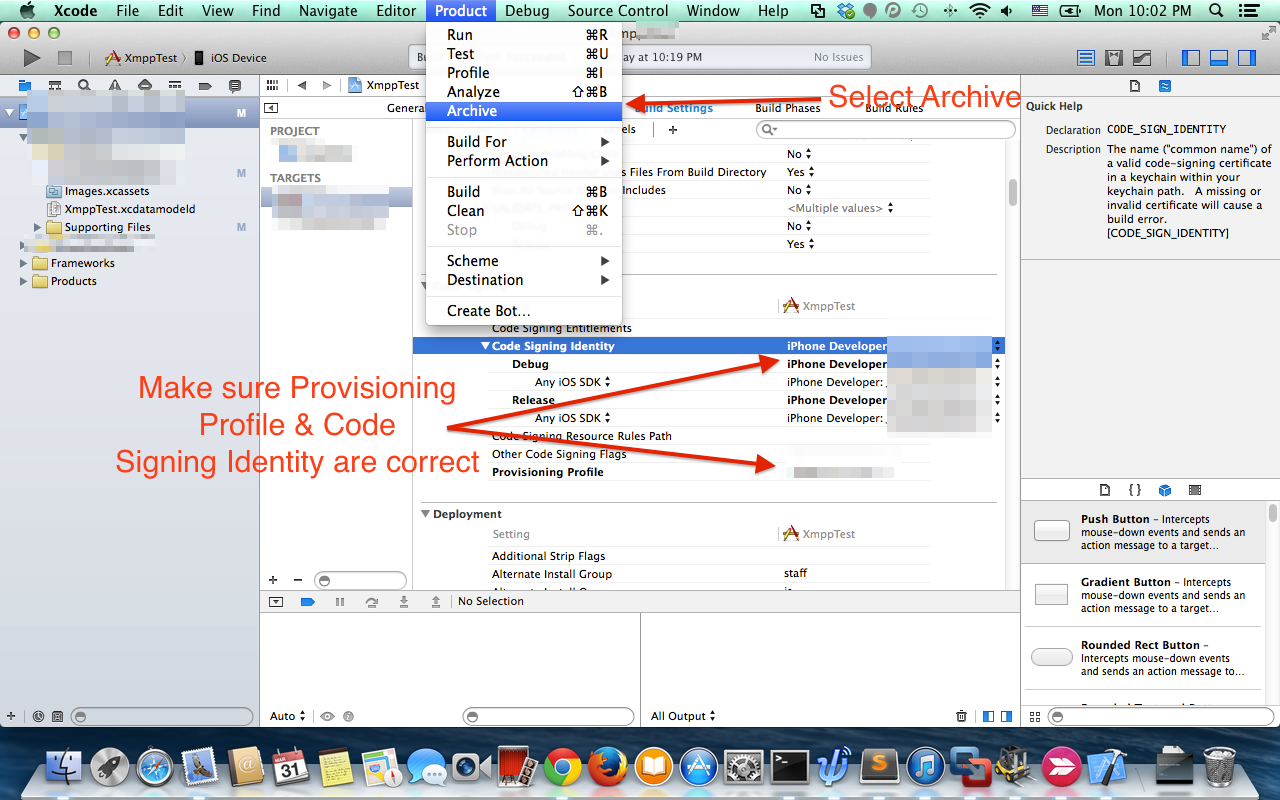 Xcode File Edit View Find Navigate Editor Product Debug Source Control Window Help Mon 10:02 PM
XmppTest iOS Device
ay at 10:19 PM No Issues
XmppTest
Run ⌘R
Test ⌘U
Profile ⌘I
Analyze ⇧⌘B
Archive
Build For
Perform Action
Build ⌘B
Clean ⇧⌘K
Stop ⌘.
Scheme
Destination
Create Bot...
Select Archive
Build Settings Build Phases Build Rules
M
M
Images.xcassets
XmppTest.xcdatamodeld
Supporting Files M
Frameworks
Products
PROJECT
TARGETS
No
Files From Build Directory Yes
Includes No
<Multiple values>
No
Yes
XmppTest
Code Signing Entitlements
Code Signing Identity iPhone Developer
Debug iPhone Developer
Any iOS SDK iPhone Developer:
Release iPhone Developer
Any iOS SDK iPhone Developer:
Code Signing Resource Rules Path
Other Code Signing Flags
Provisioning Profile
Make sure Provisioning
Profile & Code
Signing Identity are correct
Deployment
Setting XmppTest
Additional Strip Flags
Alternate Install Group staff
No Selection
Auto
All Output
Quick Help
Declaration CODE_SIGN_IDENTITY
Description The name ("common name") of
a valid code-signing certificate
in a keychain within your
keychain path. A missing or
invalid certificate will cause a
build error.
[CODE_SIGN_IDENTITY]
{ }
Push Button – Intercepts
mouse-down events and sends an
action message to a target...
Gradient Button – Intercepts
mouse-down events and sends an
action message to a target...
Rounded Rect Button –
Intercepts mouse-down events
and sends an action message to...
MAR
31